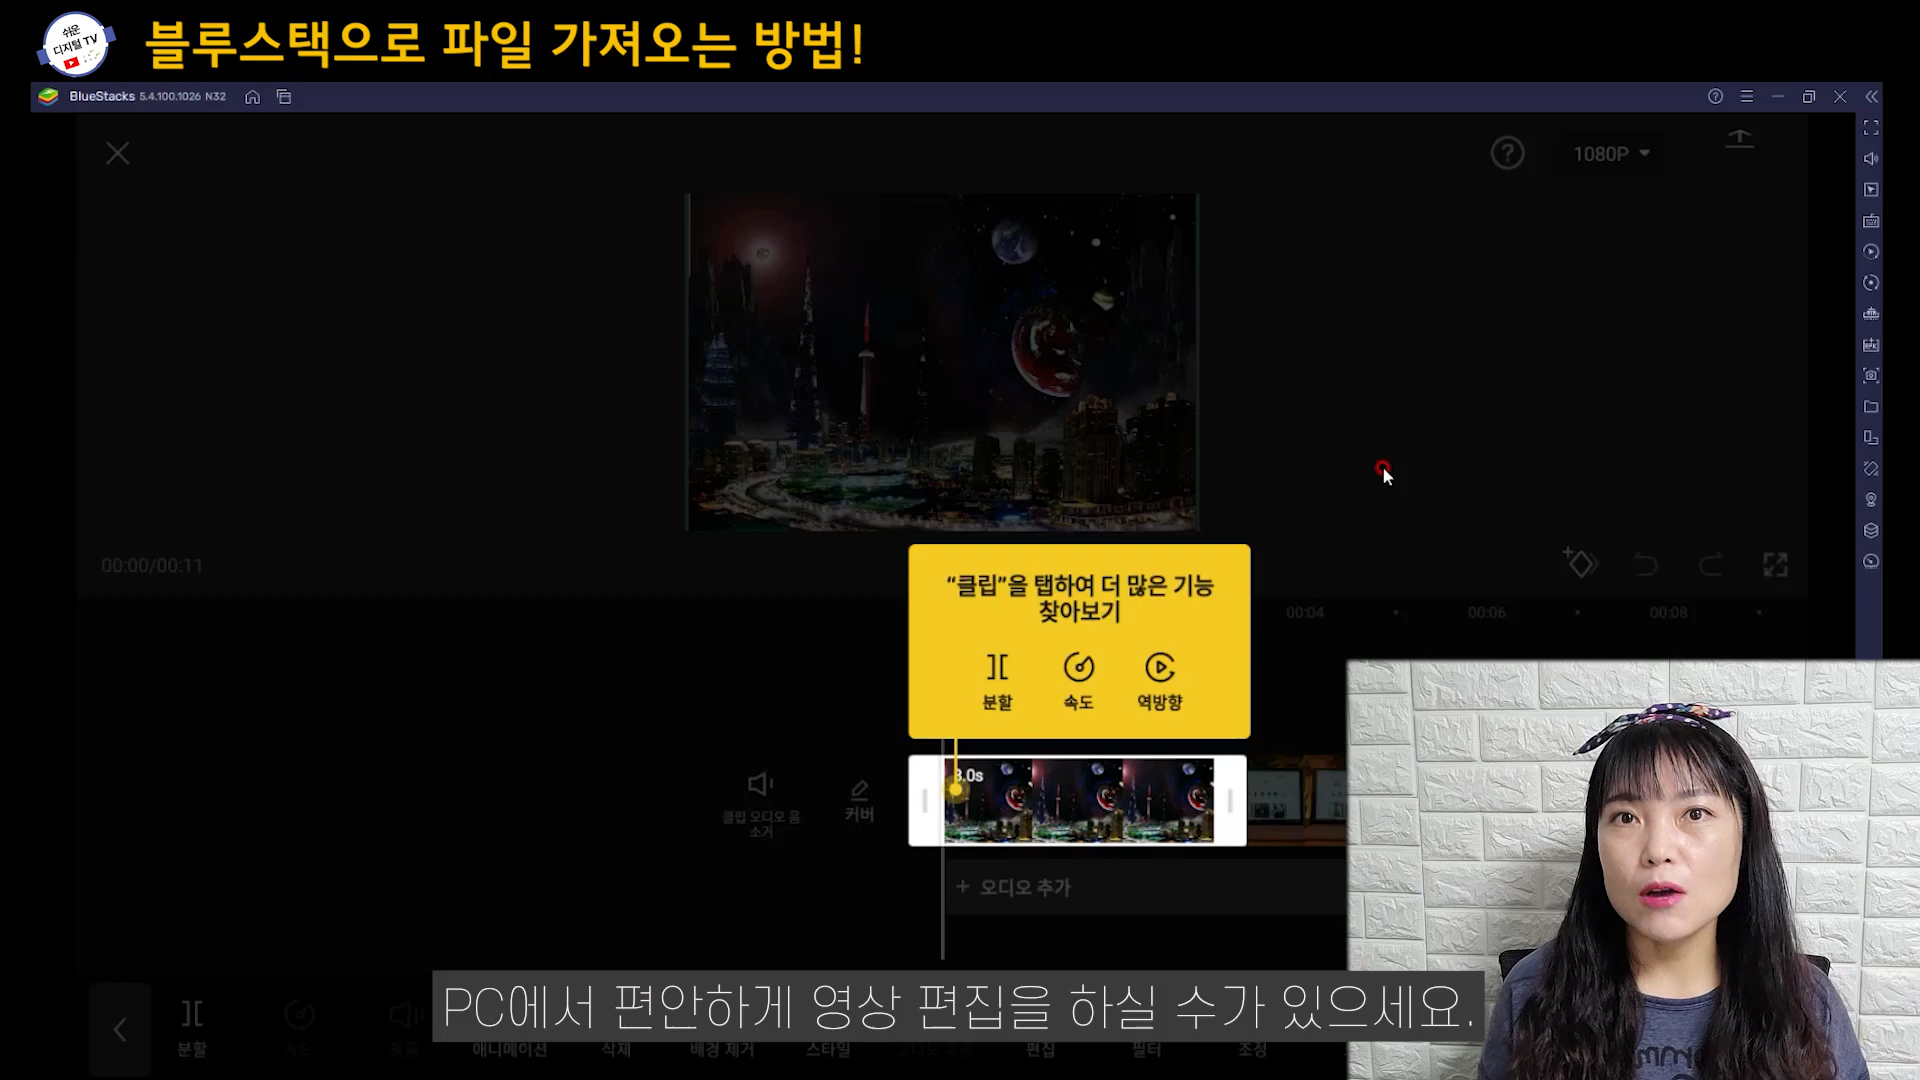 쉬운
디지털 TV
블루스택으로 파일 가져오는 방법!
BlueStacks 5.4.100.1026 N32
1080P
00:00/00:11
“클립”을 탭하여 더 많은 기능
찾아보기
분할 속도 역방향
00:04 00:06 00:08
3.0s
클립 오디오 음
소거
커버
+ 오디오 추가
PC에서 편안하게 영상 편집을 하실 수가 있으세요.
분할 속도 볼륨 애니메이션 삭제 배경 제거 스타일 편집 필터 조정